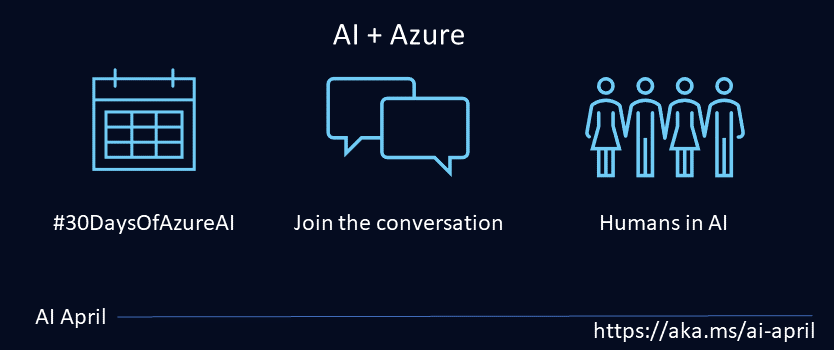 AI + Azure
#30DaysOfAzureAI
Join the conversation
Humans in AI
AI April
https://aka.ms/ai-april